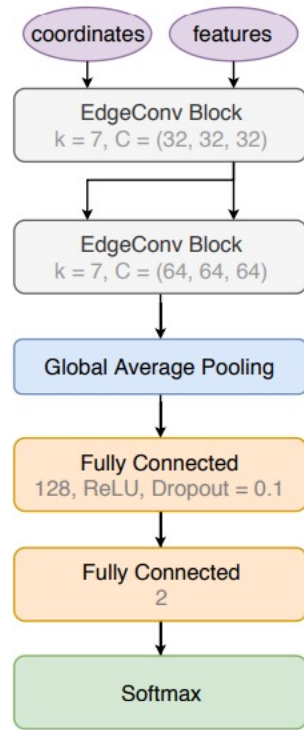 coordinates features
EdgeConv Block
k = 7, C = (32, 32, 32)
EdgeConv Block
k = 7, C = (64, 64, 64)
Global Average Pooling
Fully Connected
128, ReLU, Dropout = 0.1
Fully Connected
2
Softmax